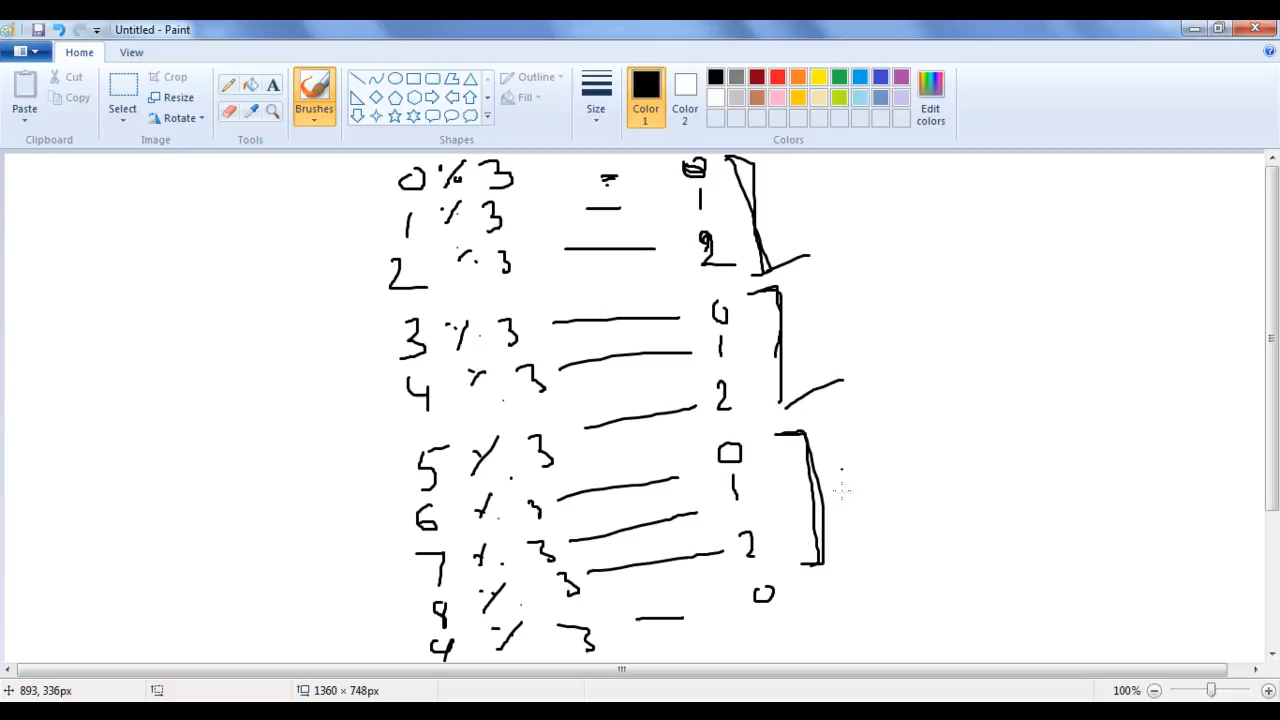 Untitled - Paint
Home View
Paste
Cut
Copy
Clipboard
Select
Crop
Resize
Rotate
Image
A
Tools
Brushes
Outline
Fill
Shapes
Size
Color 1
Color 2
Edit colors
Colors
0 % 3 = 0
1 % 3 — 1
2 % 3 — 2
3 % 3 — 0
4 % 3 — 1
5 % 3 — 2
6 % 3 — 0
7 % 3 — 1
8 % 3 — 2
9 % 3 — 0
893, 336px
1360 × 748px
100%